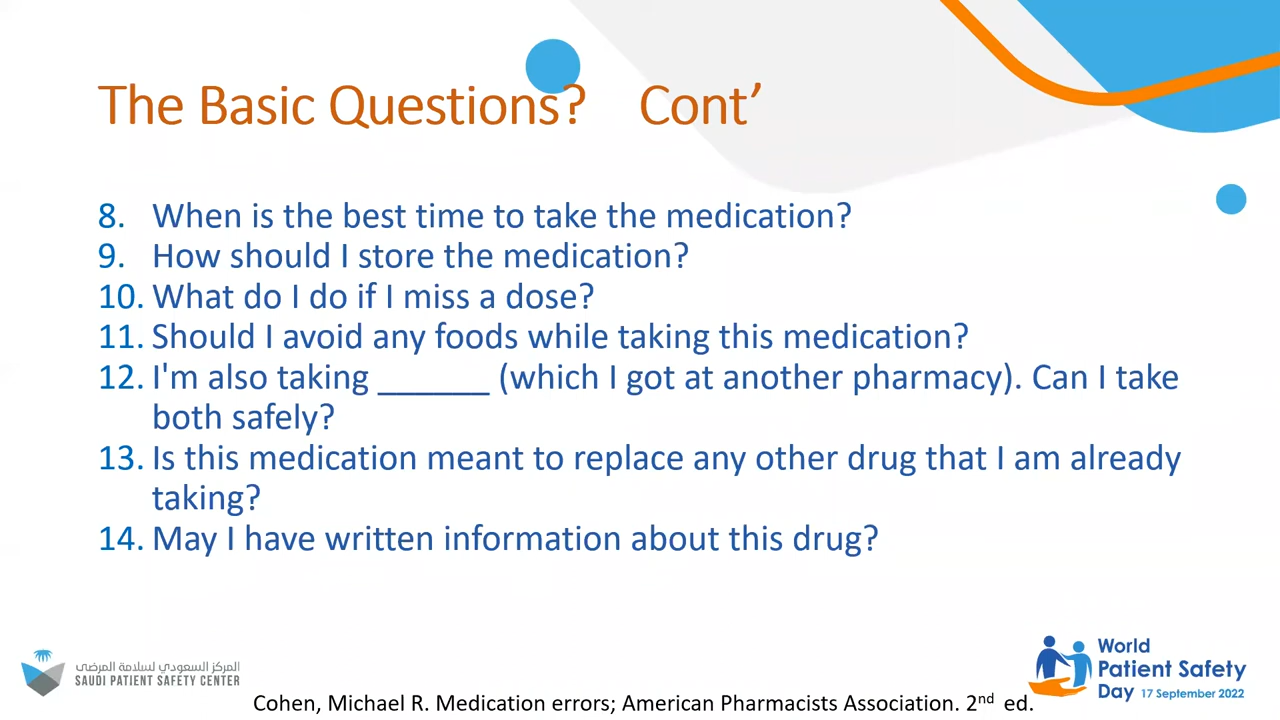 The Basic Questions? Cont’
8. When is the best time to take the medication?
9. How should I store the medication?
10. What do I do if I miss a dose?
11. Should I avoid any foods while taking this medication?
12. I'm also taking ______ (which I got at another pharmacy). Can I take
both safely?
13. Is this medication meant to replace any other drug that I am already
taking?
14. May I have written information about this drug?
المركز السعودي لسلامة المرضى
SAUDI PATIENT SAFETY CENTER
Cohen, Michael R. Medication errors; American Pharmacists Association. 2nd ed.
World
Patient Safety
Day 17 September 2022